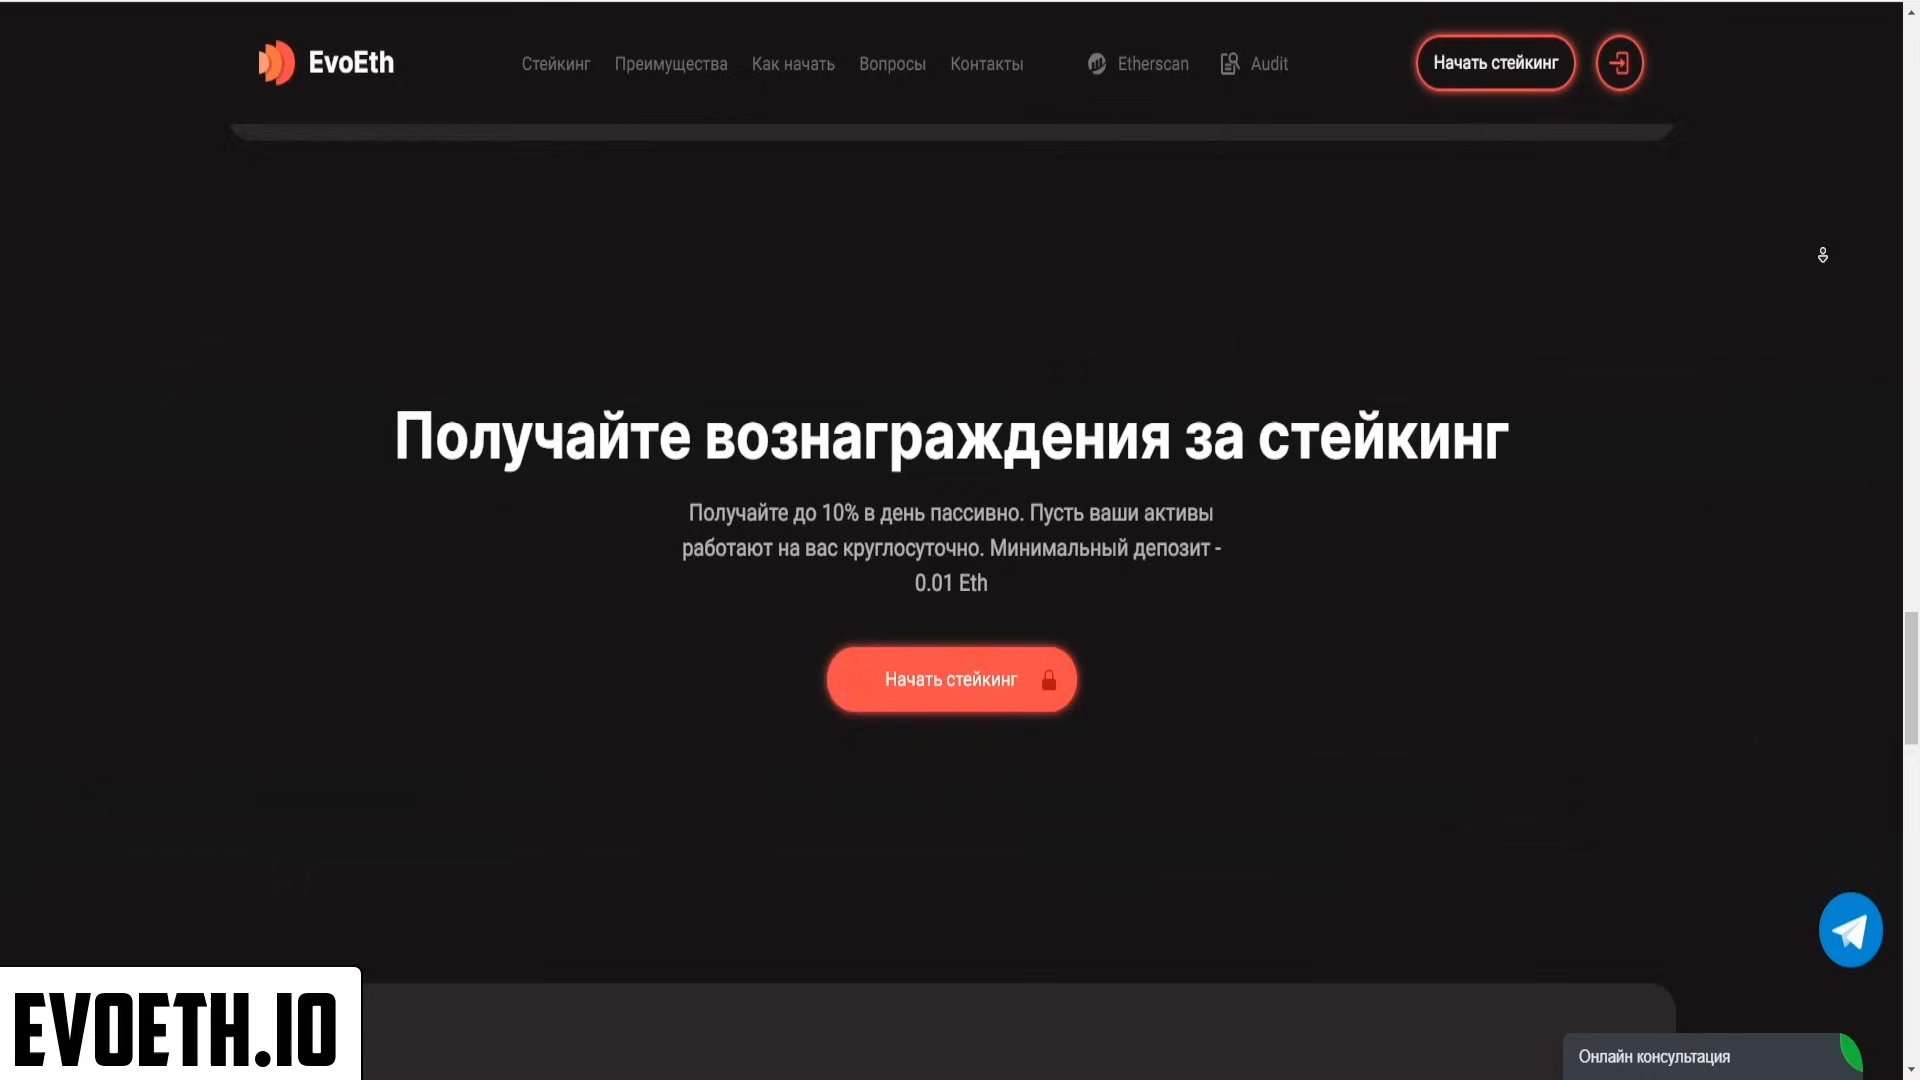 EvoEth
Стейкинг Преимущества Как начать Вопросы Контакты Etherscan Audit
Начать стейкинг
Получайте вознаграждения за стейкинг
Получайте до 10% в день пассивно. Пусть ваши активы
работают на вас круглосуточно. Минимальный депозит -
0.01 Eth
Начать стейкинг
EVOETH.IO
Онлайн консультация